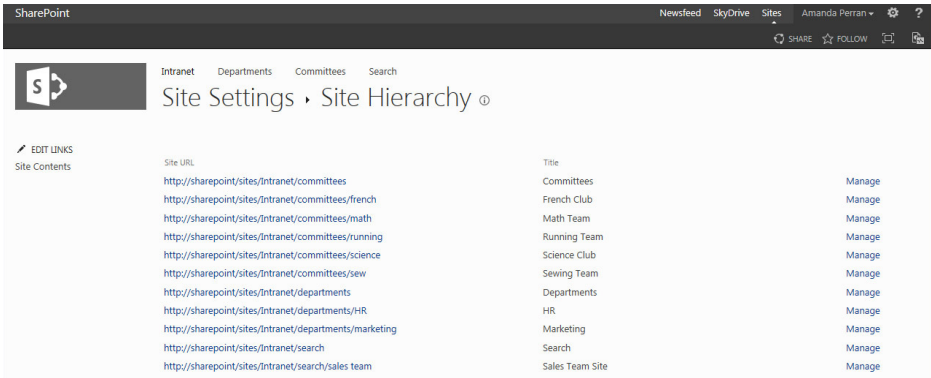 SharePoint Newsfeed SkyDrive Sites Amanda Perran ?
SHARE FOLLOW
S
Intranet Departments Committees Search
Site Settings Site Hierarchy i
EDIT LINKS
Site Contents
Site URL Title
http://sharepoint/sites/Intranet/committees Committees Manage
http://sharepoint/sites/Intranet/committees/french French Club Manage
http://sharepoint/sites/Intranet/committees/math Math Team Manage
http://sharepoint/sites/Intranet/committees/running Running Team Manage
http://sharepoint/sites/Intranet/committees/science Science Club Manage
http://sharepoint/sites/Intranet/committees/sew Sewing Team Manage
http://sharepoint/sites/Intranet/departments Departments Manage
http://sharepoint/sites/Intranet/departments/HR HR Manage
http://sharepoint/sites/Intranet/departments/marketing Marketing Manage
http://sharepoint/sites/Intranet/search Search Manage
http://sharepoint/sites/Intranet/search/sales team Sales Team Site Manage